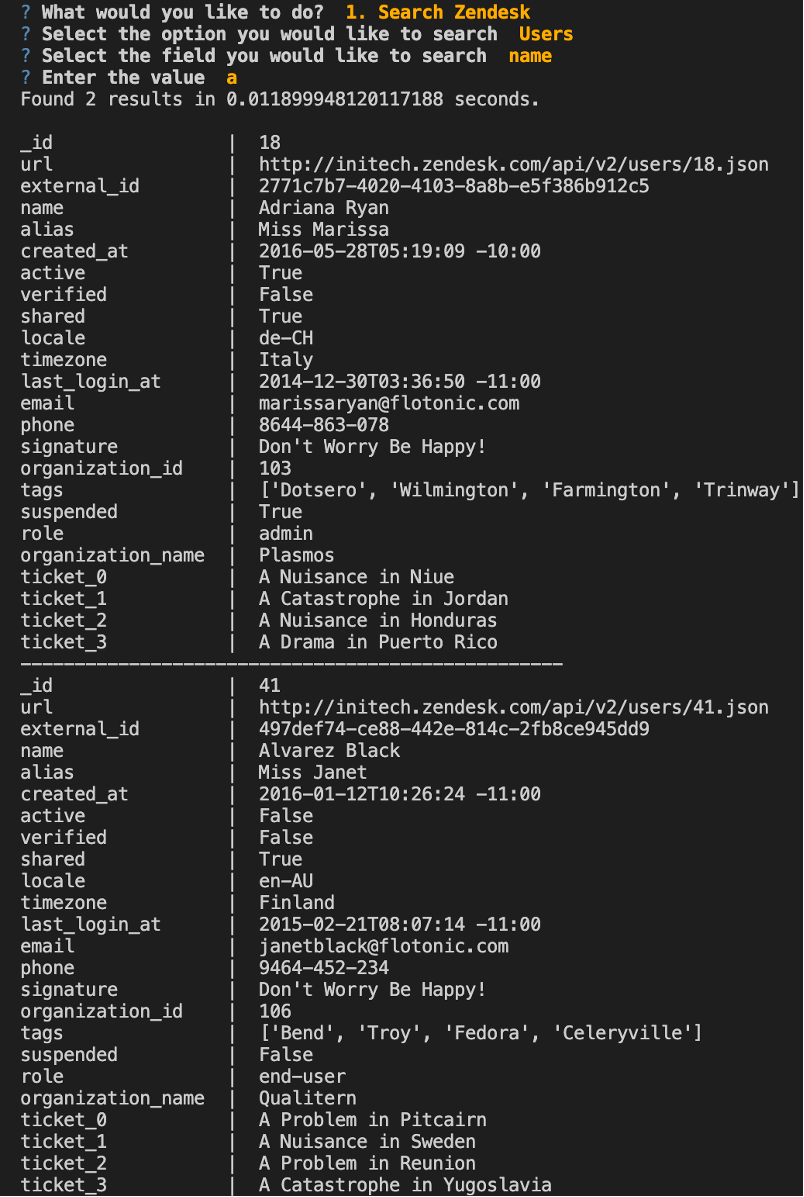 ? What would you like to do?  1. Search Zendesk
? Select the option you would like to search  Users
? Select the field you would like to search  name
? Enter the value  a
Found 2 results in 0.011899948120117188 seconds.
_id | 18
url | http://initech.zendesk.com/api/v2/users/18.json
external_id | 2771c7b7-4020-4103-8a8b-e5f386b912c5
name | Adriana Ryan
alias | Miss Marissa
created_at | 2016-05-28T05:19:09 -10:00
active | True
verified | False
shared | True
locale | de-CH
timezone | Italy
last_login_at | 2014-12-30T03:36:50 -11:00
email | marissaryan@flotonic.com
phone | 8644-863-078
signature | Don't Worry Be Happy!
organization_id | 103
tags | ['Dotsero', 'Wilmington', 'Farmington', 'Trinway']
suspended | True
role | admin
organization_name | Plasmos
ticket_0 | A Nuisance in Niue
ticket_1 | A Catastrophe in Jordan
ticket_2 | A Nuisance in Honduras
ticket_3 | A Drama in Puerto Rico
--------------------------------------------------
_id | 41
url | http://initech.zendesk.com/api/v2/users/41.json
external_id | 497def74-ce88-442e-814c-2fb8ce945dd9
name | Alvarez Black
alias | Miss Janet
created_at | 2016-01-12T10:26:24 -11:00
active | False
verified | False
shared | True
locale | en-AU
timezone | Finland
last_login_at | 2015-02-21T08:07:14 -11:00
email | janetblack@flotonic.com
phone | 9464-452-234
signature | Don't Worry Be Happy!
organization_id | 106
tags | ['Bend', 'Troy', 'Fedora', 'Celeryville']
suspended | False
role | end-user
organization_name | Qualitern
ticket_0 | A Problem in Pitcairn
ticket_1 | A Nuisance in Sweden
ticket_2 | A Problem in Reunion
ticket_3 | A Catastrophe in Yugoslavia